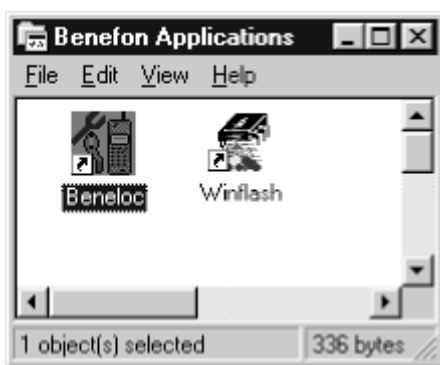 Benefon Applications
File Edit View Help
Beneloc Winflash
1 object(s) selected 336 bytes